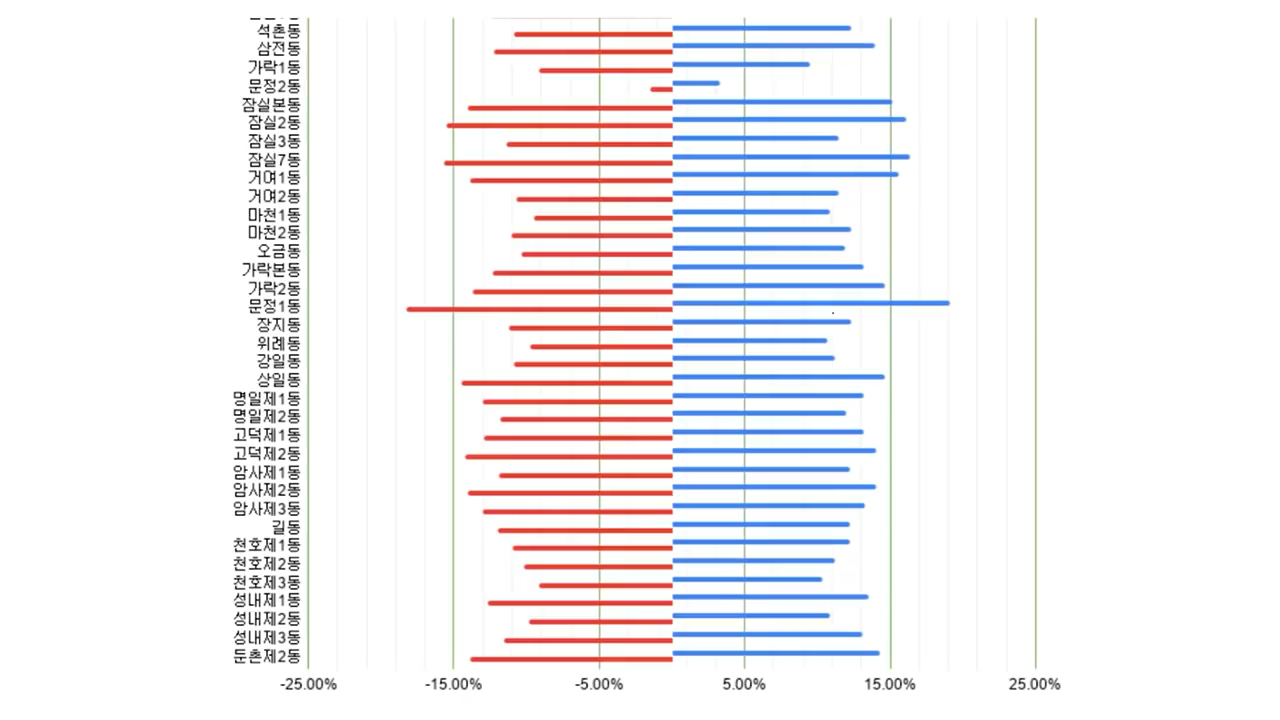 석촌동
삼전동
가락1동
문정2동
잠실본동
잠실2동
잠실3동
잠실7동
거여1동
거여2동
마천1동
마천2동
오금동
가락본동
가락2동
문정1동
장지동
위례동
강일동
상일동
명일제1동
명일제2동
고덕제1동
고덕제2동
암사제1동
암사제2동
암사제3동
길동
천호제1동
천호제2동
천호제3동
성내제1동
성내제2동
성내제3동
둔촌제2동
-25.00% -15.00% -5.00% 5.00% 15.00% 25.00%